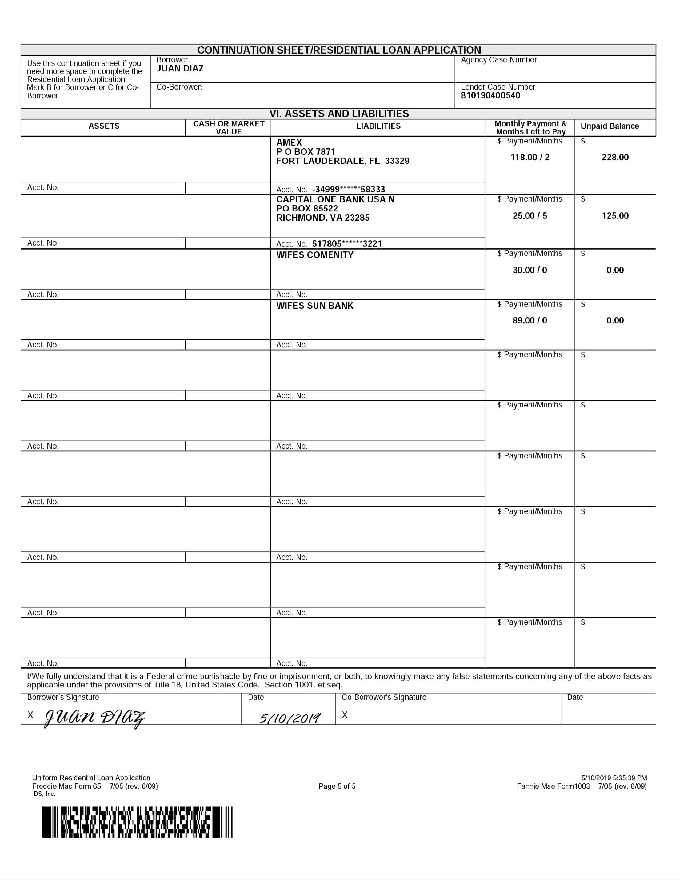 CONTINUATION SHEET/RESIDENTIAL LOAN APPLICATION
Use this continuation sheet if you
need more space to complete the
Residential Loan Application
Mark B for Borrower or C for Co-
Borrower.
Borrower:
JUAN DIAZ
Agency Case Number
Co-Borrower:
Lender Case Number
810190400540
VI. ASSETS AND LIABILITIES
ASSETS
CASH OR MARKET
VALUE
LIABILITIES
Monthly Payment &
Months Left to Pay
Unpaid Balance
AMEX
P O BOX 7871
FORT LAUDERDALE, FL 33329
$ Payment/Months
118.00 / 2
$
228.00
Acct. No.
Acct. No. -34999******58333
CAPITAL ONE BANK USA N
PO BOX 85522
RICHMOND, VA 23285
$ Payment/Months
25.00 / 5
$
125.00
Acct. No.
Acct. No. 517805******3221
WIFES COMENITY
$ Payment/Months
30.00 / 0
$
0.00
Acct. No.
Acct. No.
WIFES SUN BANK
$ Payment/Months
89.00 / 0
$
0.00
Acct. No.
Acct. No.
$ Payment/Months
$
Acct. No.
Acct. No.
$ Payment/Months
$
Acct. No.
Acct. No.
$ Payment/Months
$
Acct. No.
Acct. No.
$ Payment/Months
$
Acct. No.
Acct. No.
$ Payment/Months
$
Acct. No.
Acct. No.
$ Payment/Months
$
Acct. No.
Acct. No.
I/We fully understand that it is a Federal crime punishable by fine or imprisonment, or both, to knowingly make any false statements concerning any of the above facts as
applicable under the provisions of Title 18, United States Code, Section 1001, et seq.
Borrower's Signature
Date
Co-Borrower's Signature
Date
X JUAN DIAZ
5/10/2019
X
Uniform Residential Loan Application
Freddie Mac Form 65 7/05 (rev. 6/09)
IDS, Inc.
Page 5 of 5
5/10/2019 5:35:39 PM
Fannie Mae Form1003 7/05 (rev. 6/09)